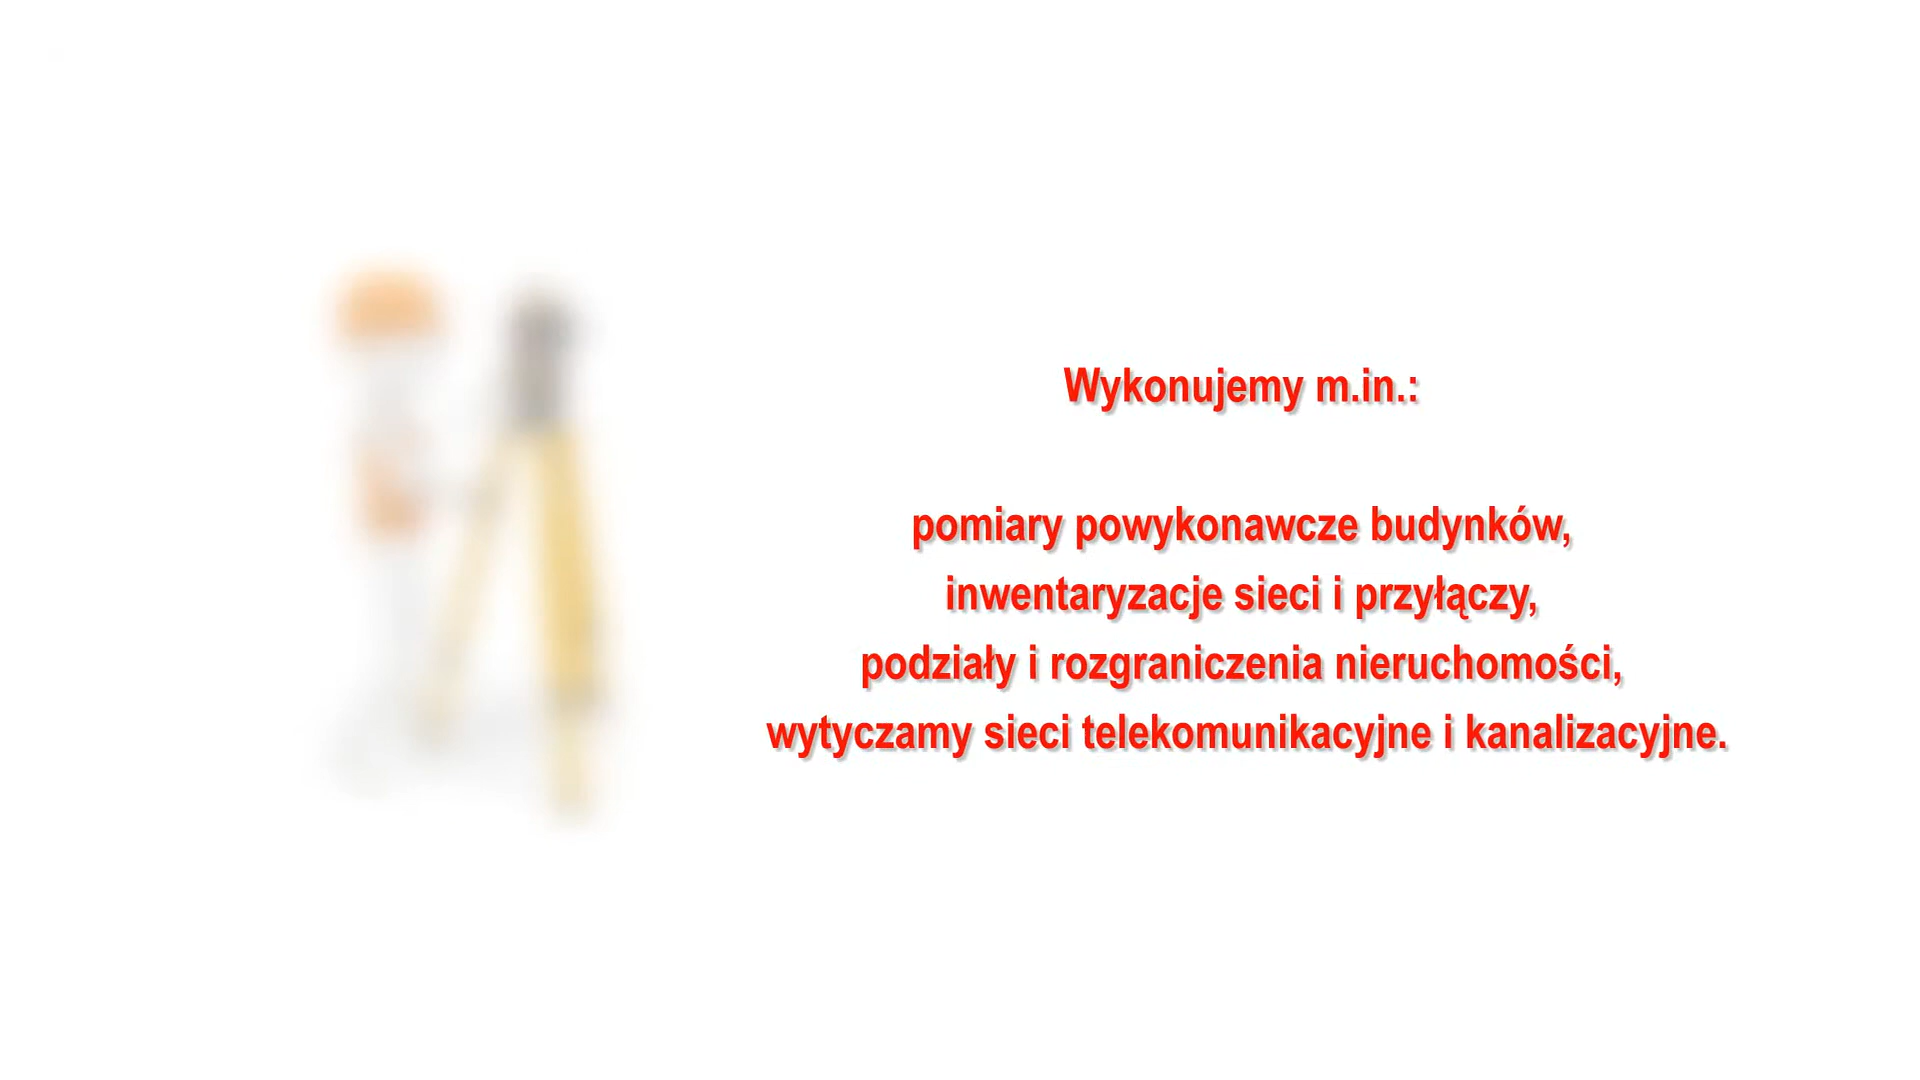 Wykonujemy m.in.:
pomiary powykonawcze budynków,
inwentaryzacje sieci i przyłączy,
podziały i rozgraniczenia nieruchomości,
wytyczamy sieci telekomunikacyjne i kanalizacyjne.